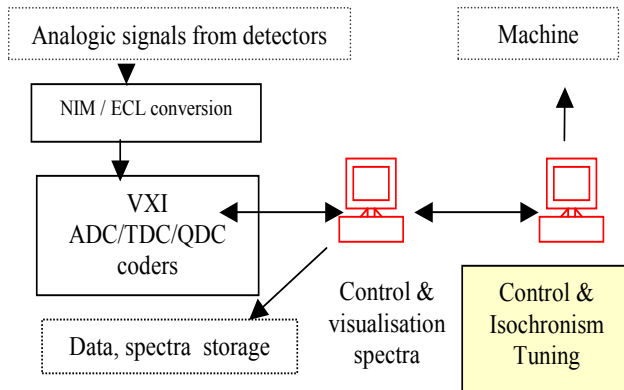 Analogic signals from detectors
Machine
NIM / ECL conversion
VXI
ADC/TDC/QDC
coders
Control &
visualisation
spectra
Control &
Isochronism
Tuning
Data, spectra storage